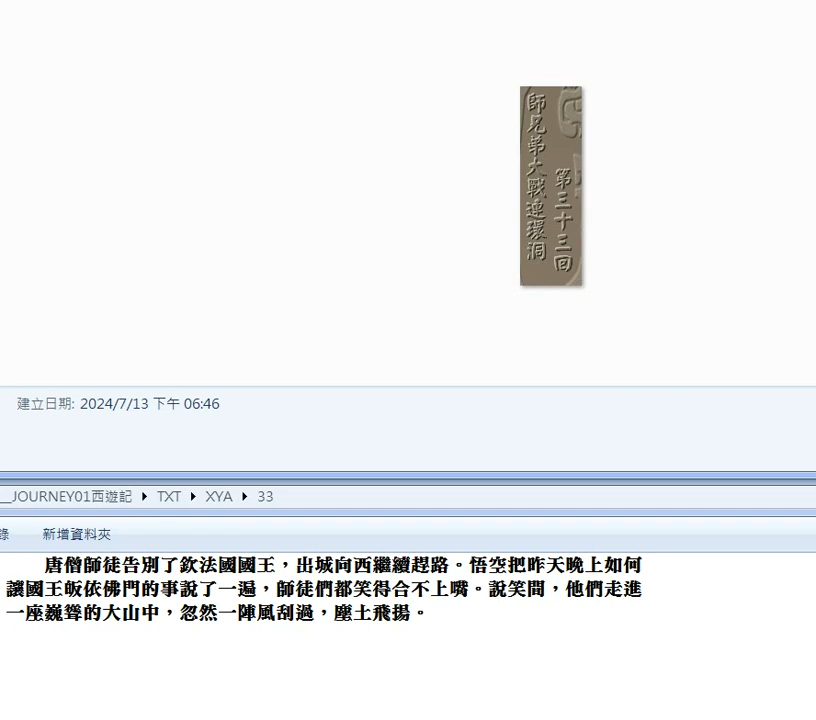 第三十三回
師兄弟大戰連環洞
建立日期: 2024/7/13 下午 06:46
__JOURNEY01西遊記 ▶ TXT ▶ XYA ▶ 33
錄 新增資料夾
唐僧師徒告別了欽法國國王，出城向西繼續趕路。悟空把昨天晚上如何
讓國王皈依佛門的事說了一遍，師徒們都笑得合不上嘴。說笑間，他們走進
一座巍聳的大山中，忽然一陣風刮過，塵土飛揚。